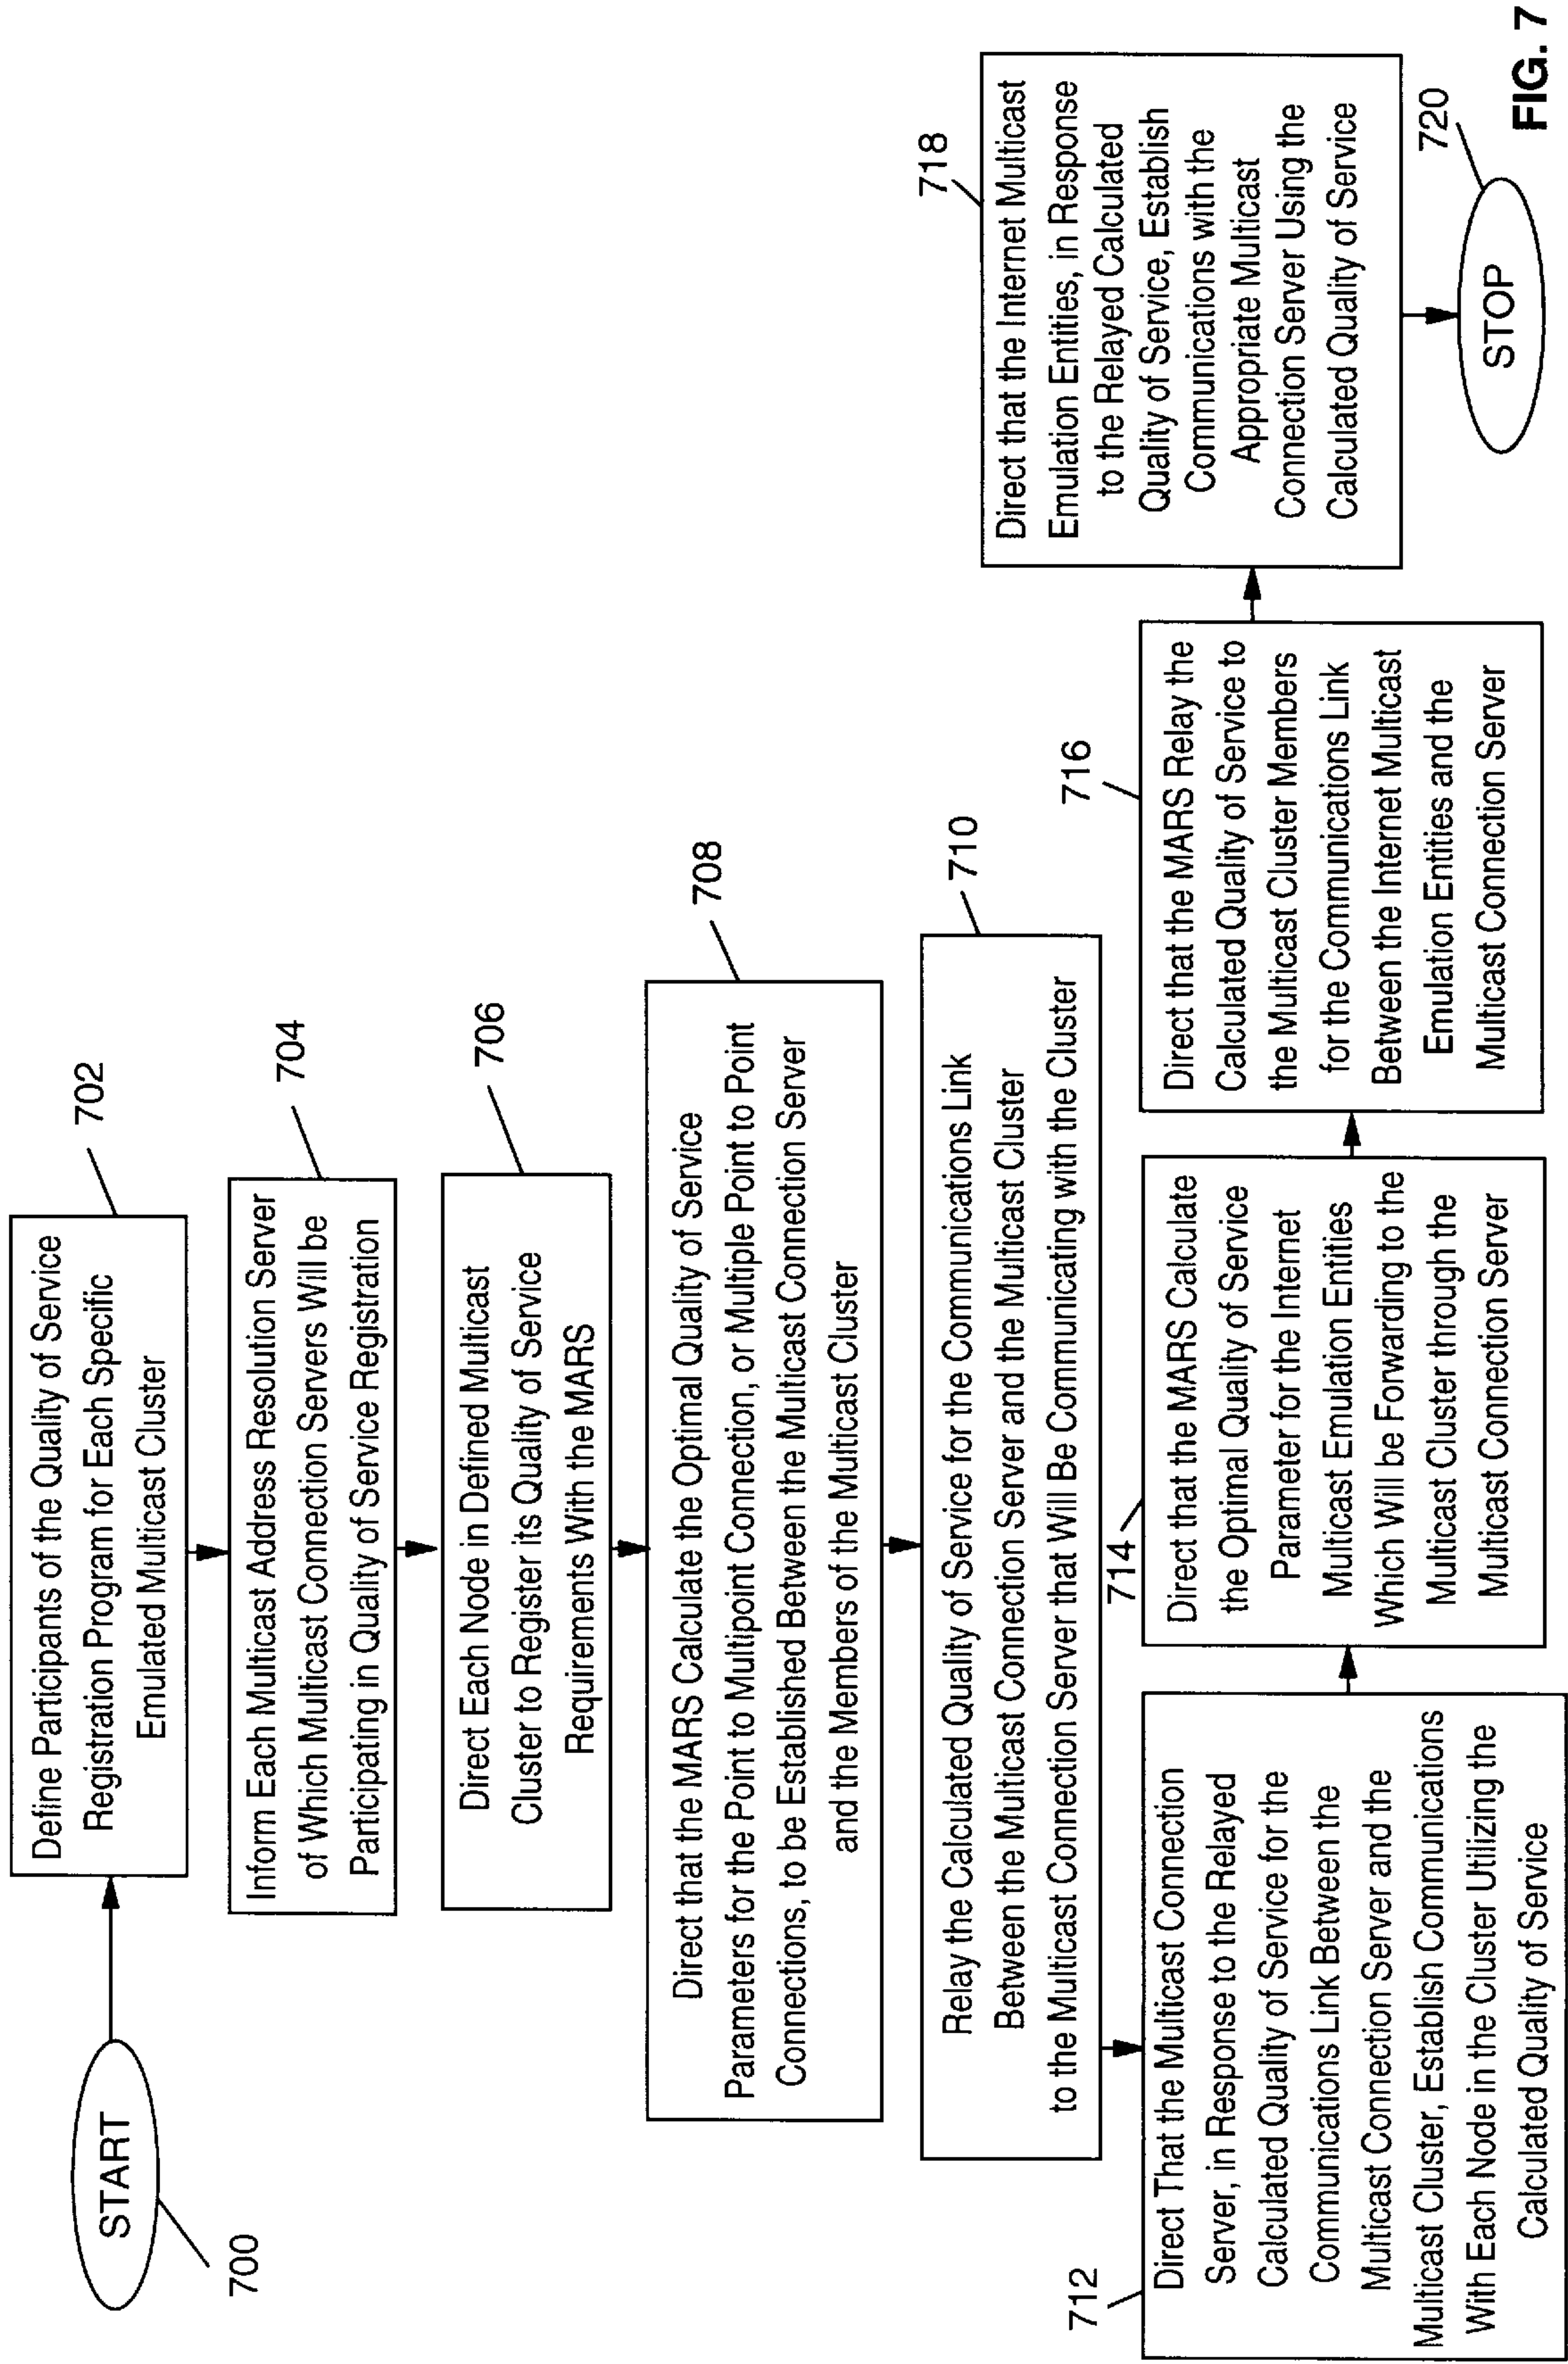 START
700
702
Define Participants of the Quality of Service
Registration Program for Each Specific
Emulated Multicast Cluster
704
Inform Each Multicast Address Resolution Server
of Which Multicast Connection Servers Will be
Participating in Quality of Service Registration
706
Direct Each Node in Defined Multicast
Cluster to Register its Quality of Service
Requirements With the MARS
708
Direct that the MARS Calculate the Optimal Quality of Service
Parameters for the Point to Multipoint Connection, or Multiple Point to Point
Connections, to be Established Between the Multicast Connection Server
and the Members of the Multicast Cluster
710
Relay the Calculated Quality of Service for the Communications Link
Between the Multicast Connection Server and the Multicast Cluster
to the Multicast Connection Server that Will Be Communicating with the Cluster
712
Direct That the Multicast Connection
Server, in Response to the Relayed
Calculated Quality of Service for the
Communications Link Between the
Multicast Connection Server and the
Multicast Cluster, Establish Communications
With Each Node in the Cluster Utilizing the
Calculated Quality of Service
714
Direct that the MARS Calculate
the Optimal Quality of Service
Parameter for the Internet
Multicast Emulation Entities
Which Will be Forwarding to the
Multicast Cluster through the
Multicast Connection Server
716
Direct that the MARS Relay the
Calculated Quality of Service to
the Multicast Cluster Members
for the Communications Link
Between the Internet Multicast
Emulation Entities and the
Multicast Connection Server
718
Direct that the Internet Multicast
Emulation Entities, in Response
to the Relayed Calculated
Quality of Service, Establish
Communications with the
Appropriate Multicast
Connection Server Using the
Calculated Quality of Service
720
STOP
FIG. 7